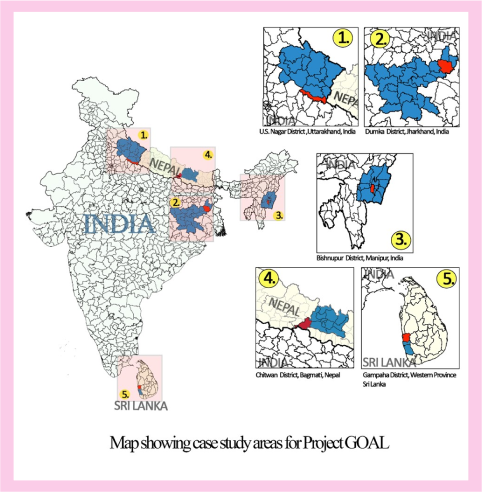 1.
INDIA
NEPAL
U.S. Nagar District ,Uttarakhand, India
2.
INDIA
Dumka District, Jharkhand, India
INDIA
3.
Bishnupur District, Manipur, India
4.
NEPAL
INDIA
Chitwan District, Bagmati, Nepal
5.
INDIA
SRI LANKA
Gampaha District, Western Province
Sri Lanka
1.
NEPAL
4.
2.
3.
INDIA
5.
SRI LANKA
Map showing case study areas for Project GOAL